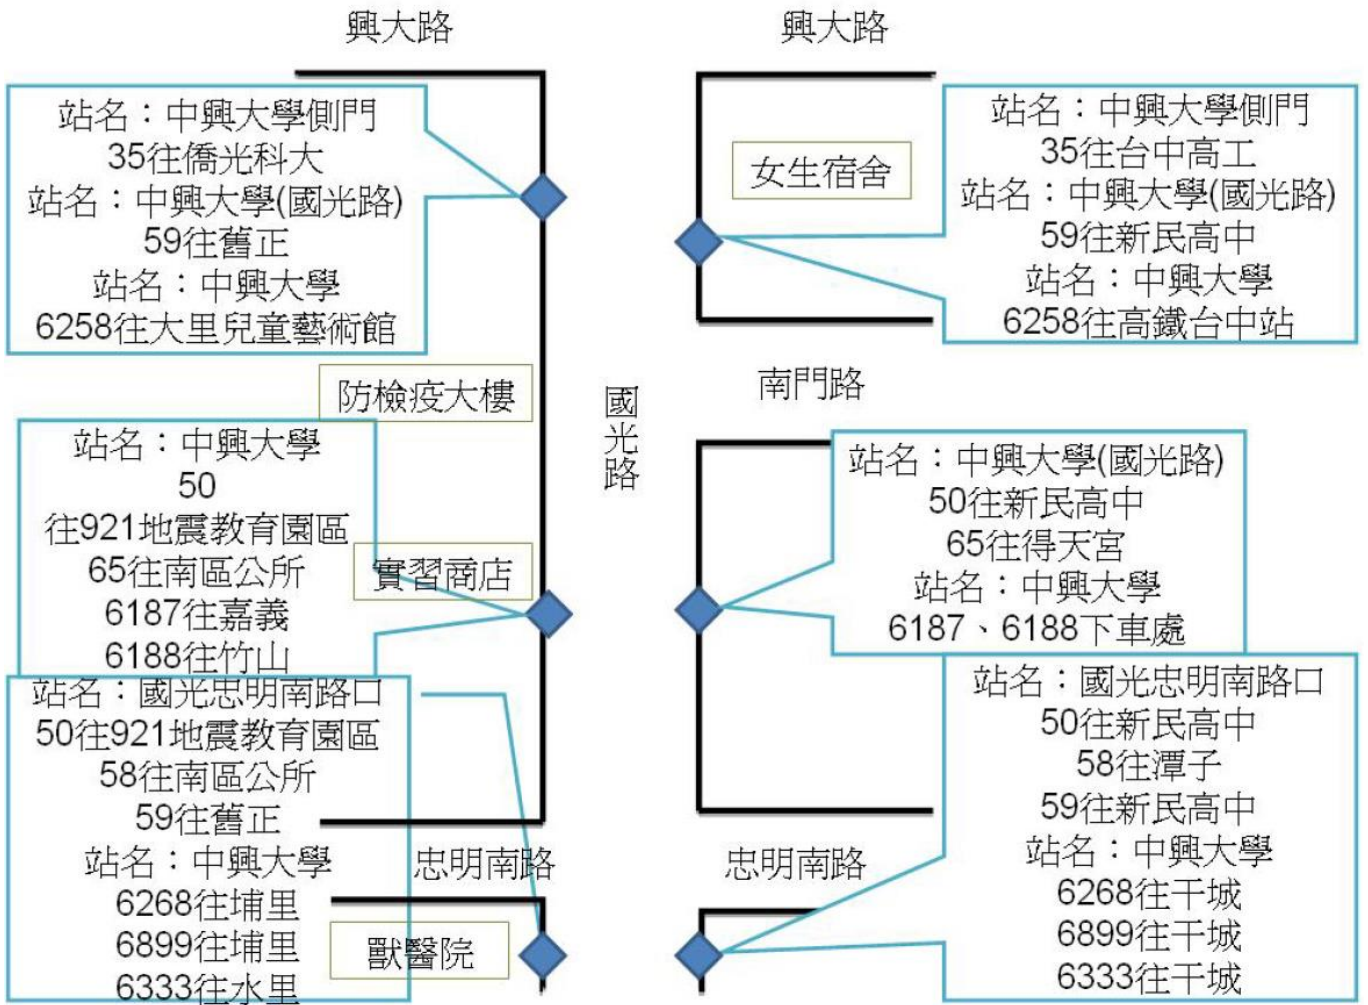 興大路
興大路
站名：中興大學側門
35往僑光科大
站名：中興大學(國光路)
59往舊正
站名：中興大學
6258往大里兒童藝術館
女生宿舍
站名：中興大學側門
35往台中高工
站名：中興大學(國光路)
59往新民高中
站名：中興大學
6258往高鐵台中站
防檢疫大樓
國光路
南門路
站名：中興大學
50
往921地震教育園區
65往南區公所
6187往嘉義
6188往竹山
實習商店
站名：中興大學(國光路)
50往新民高中
65往得天宮
站名：中興大學
6187、6188下車處
站名：國光忠明南路口
50往921地震教育園區
58往南區公所
59往舊正
站名：中興大學
6268往埔里
6899往埔里
6333往水里
忠明南路
獸醫院
忠明南路
站名：國光忠明南路口
50往新民高中
58往潭子
59往新民高中
站名：中興大學
6268往干城
6899往干城
6333往干城